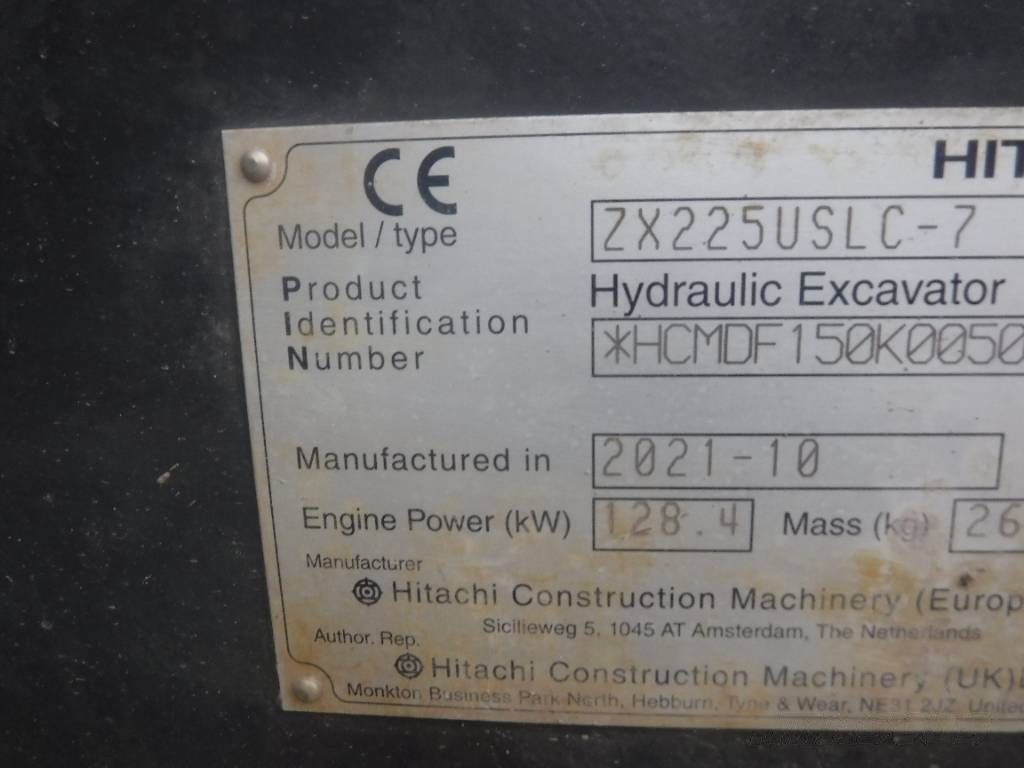 CE HIT
Model / type ZX225USLC-7
Product Hydraulic Excavator
Identification
Number *HCMDF150K0050
Manufactured in 2021-10
Engine Power (kW) 128.4 Mass (kg) 26
Manufacturer
Hitachi Construction Machinery (Europ
Sicilieweg 5, 1045 AT Amsterdam, The Netherlands
Author. Rep.
Hitachi Construction Machinery (UK)
Monkton Business Park North, Hebburn, Tyne & Wear, NE31 2JZ, United